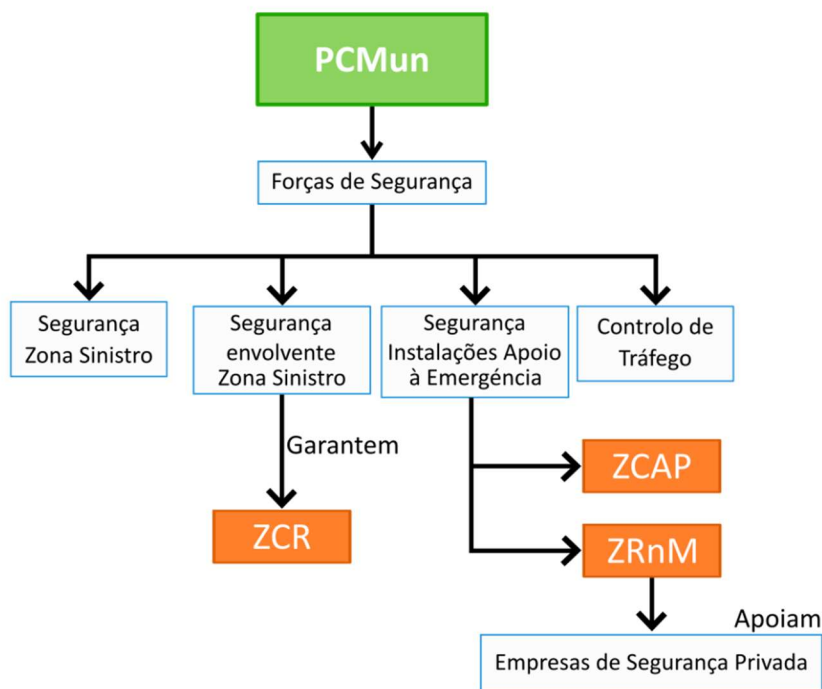 PCMun
Forças de Segurança
Segurança
Zona Sinistro
Segurança
envolvente
Zona Sinistro
Segurança
Instalações Apoio
à Emergéncia
Controlo de
Tráfego
Garantem
ZCAP
ZCR
ZRnM
Apoiam
Empresas de Segurança Privada